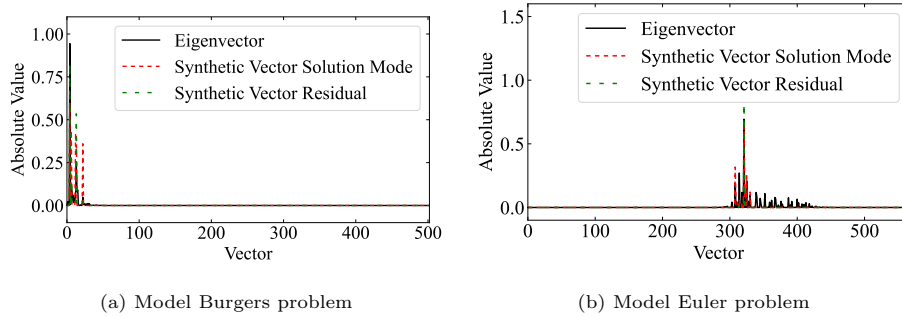 1.00
0.75
0.50
0.25
0.00
Absolute Value
Eigenvector
Synthetic Vector Solution Mode
Synthetic Vector Residual
0 100 200 300 400 500
Vector
(a) Model Burgers problem
1.5
1.0
0.5
0.0
Absolute Value
Eigenvector
Synthetic Vector Solution Mode
Synthetic Vector Residual
0 100 200 300 400 500
Vector
(b) Model Euler problem